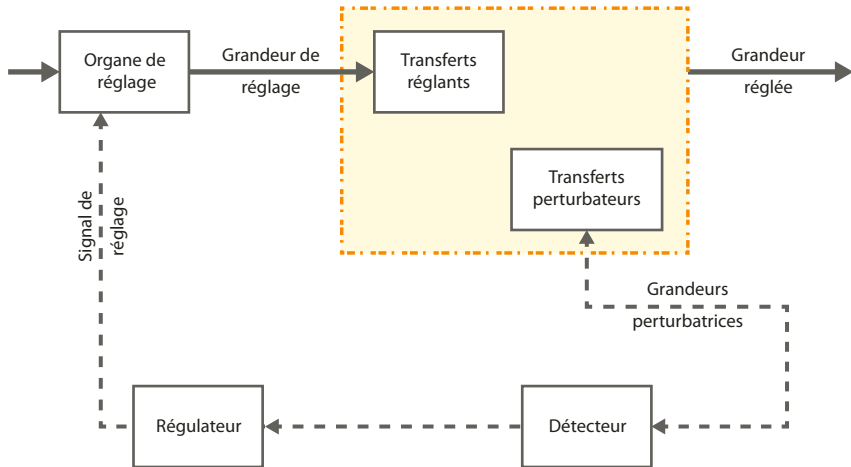 Organe de
réglage
Grandeur de
réglage
Transferts
réglants
Grandeur
réglée
Transferts
perturbateurs
Signal de
réglage
Grandeurs
perturbatrices
Régulateur
Détecteur